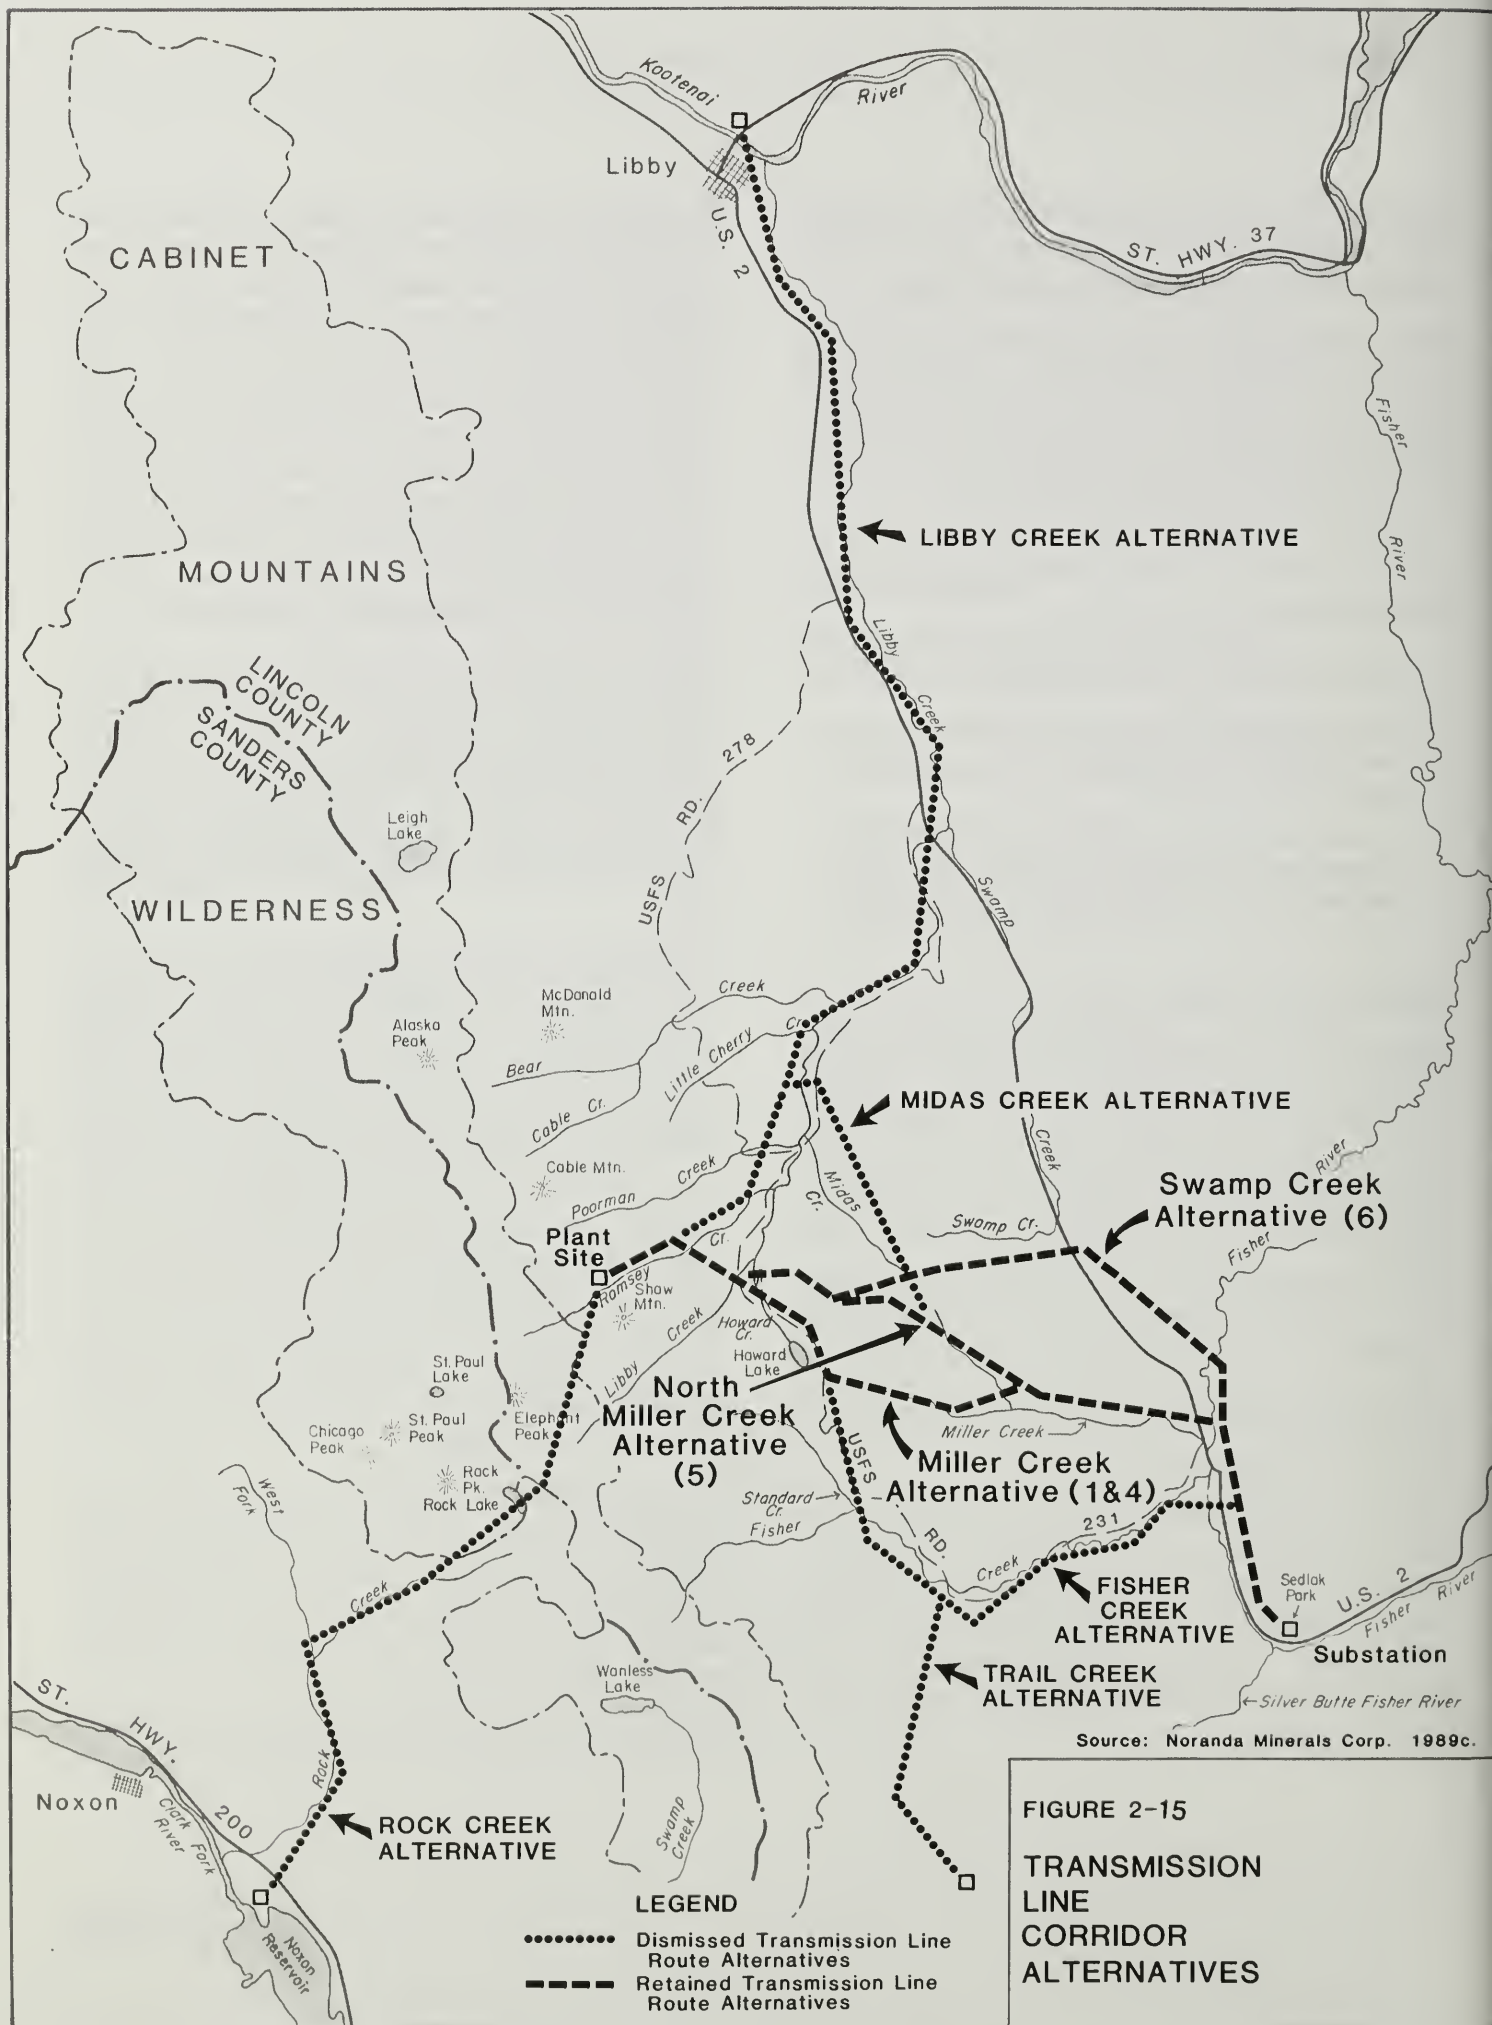 Kootenai
River
Libby
U.S. 2
ST. HWY. 37
CABINET
Fisher
River
LIBBY CREEK ALTERNATIVE
MOUNTAINS
Libby
Creek
LINCOLN
COUNTY
SANDERS
COUNTY
USFS RD. 278
Leigh
Lake
Swamp
WILDERNESS
McDonald
Mtn.
Creek
Alaska
Peak
Cr.
Little Cherry
Bear
Cable Cr.
MIDAS CREEK ALTERNATIVE
Creek
Cable Mtn.
Poorman Creek
Midas
Cr.
River
Swamp Creek
Alternative (6)
Swamp Cr.
Fisher
Plant
Site
Cr.
Ramsey
Shaw
Mtn.
Howard
Cr.
Howard
Lake
Libby Creek
St. Paul
Lake
North
Miller Creek
Alternative
(5)
Chicago
Peak
St. Paul
Peak
Elephant
Peak
Miller Creek
Miller Creek
Alternative (1&4)
USFS
RD.
231
Rock
Pk.
Rock Lake
West
Fork
Standard
Cr.
Fisher
Creek
Creek
FISHER
CREEK
ALTERNATIVE
Sedlak
Park
U.S. 2
Fisher River
Substation
TRAIL CREEK
ALTERNATIVE
Silver Butte Fisher River
Wanless
Lake
ST. HWY. 200
Source: Noranda Minerals Corp. 1989c.
Rock
Noxon
Clark Fork
River
Swamp
Creek
ROCK CREEK
ALTERNATIVE
Noxon
Reservoir
LEGEND
Dismissed Transmission Line
Route Alternatives
Retained Transmission Line
Route Alternatives
FIGURE 2-15
TRANSMISSION
LINE
CORRIDOR
ALTERNATIVES